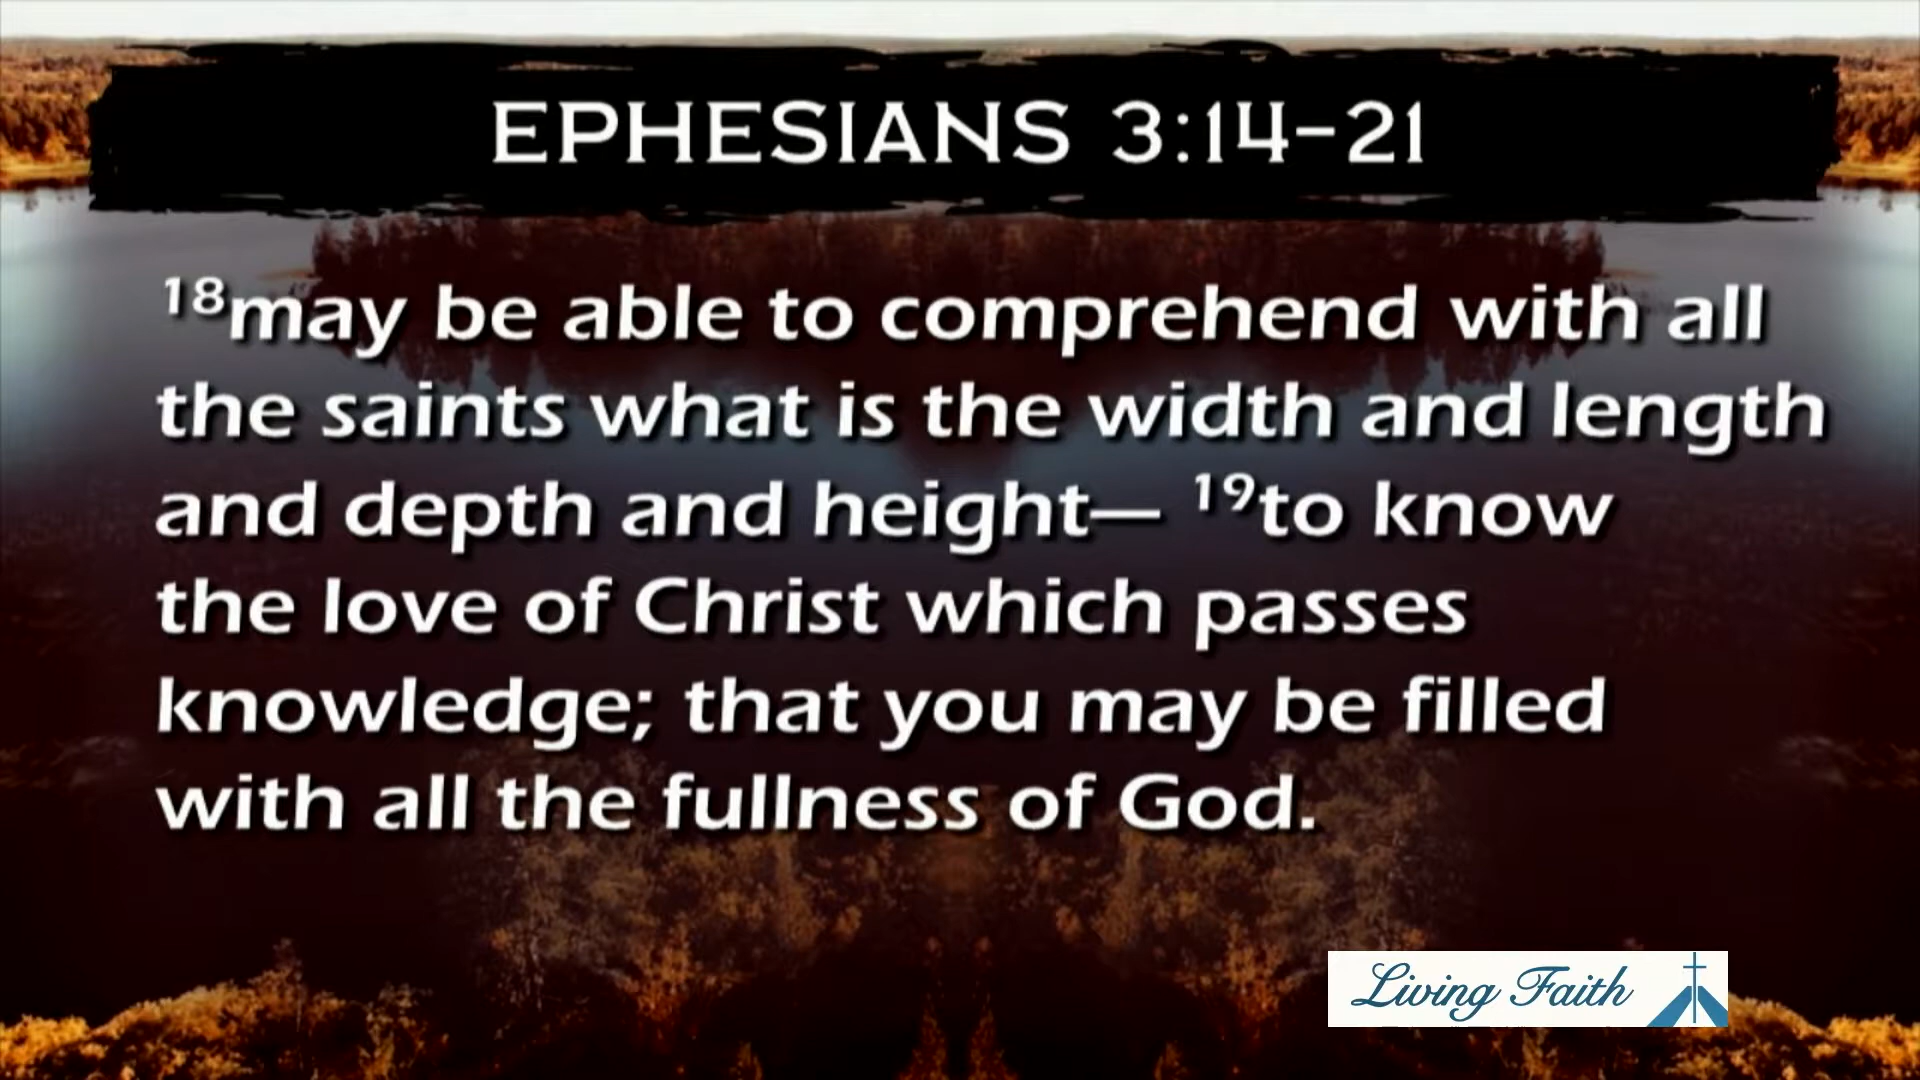 EPHESIANS 3:14–21
¹⁸may be able to comprehend with all
the saints what is the width and length
and depth and height— ¹⁹to know
the love of Christ which passes
knowledge; that you may be filled
with all the fullness of God.
Living Faith